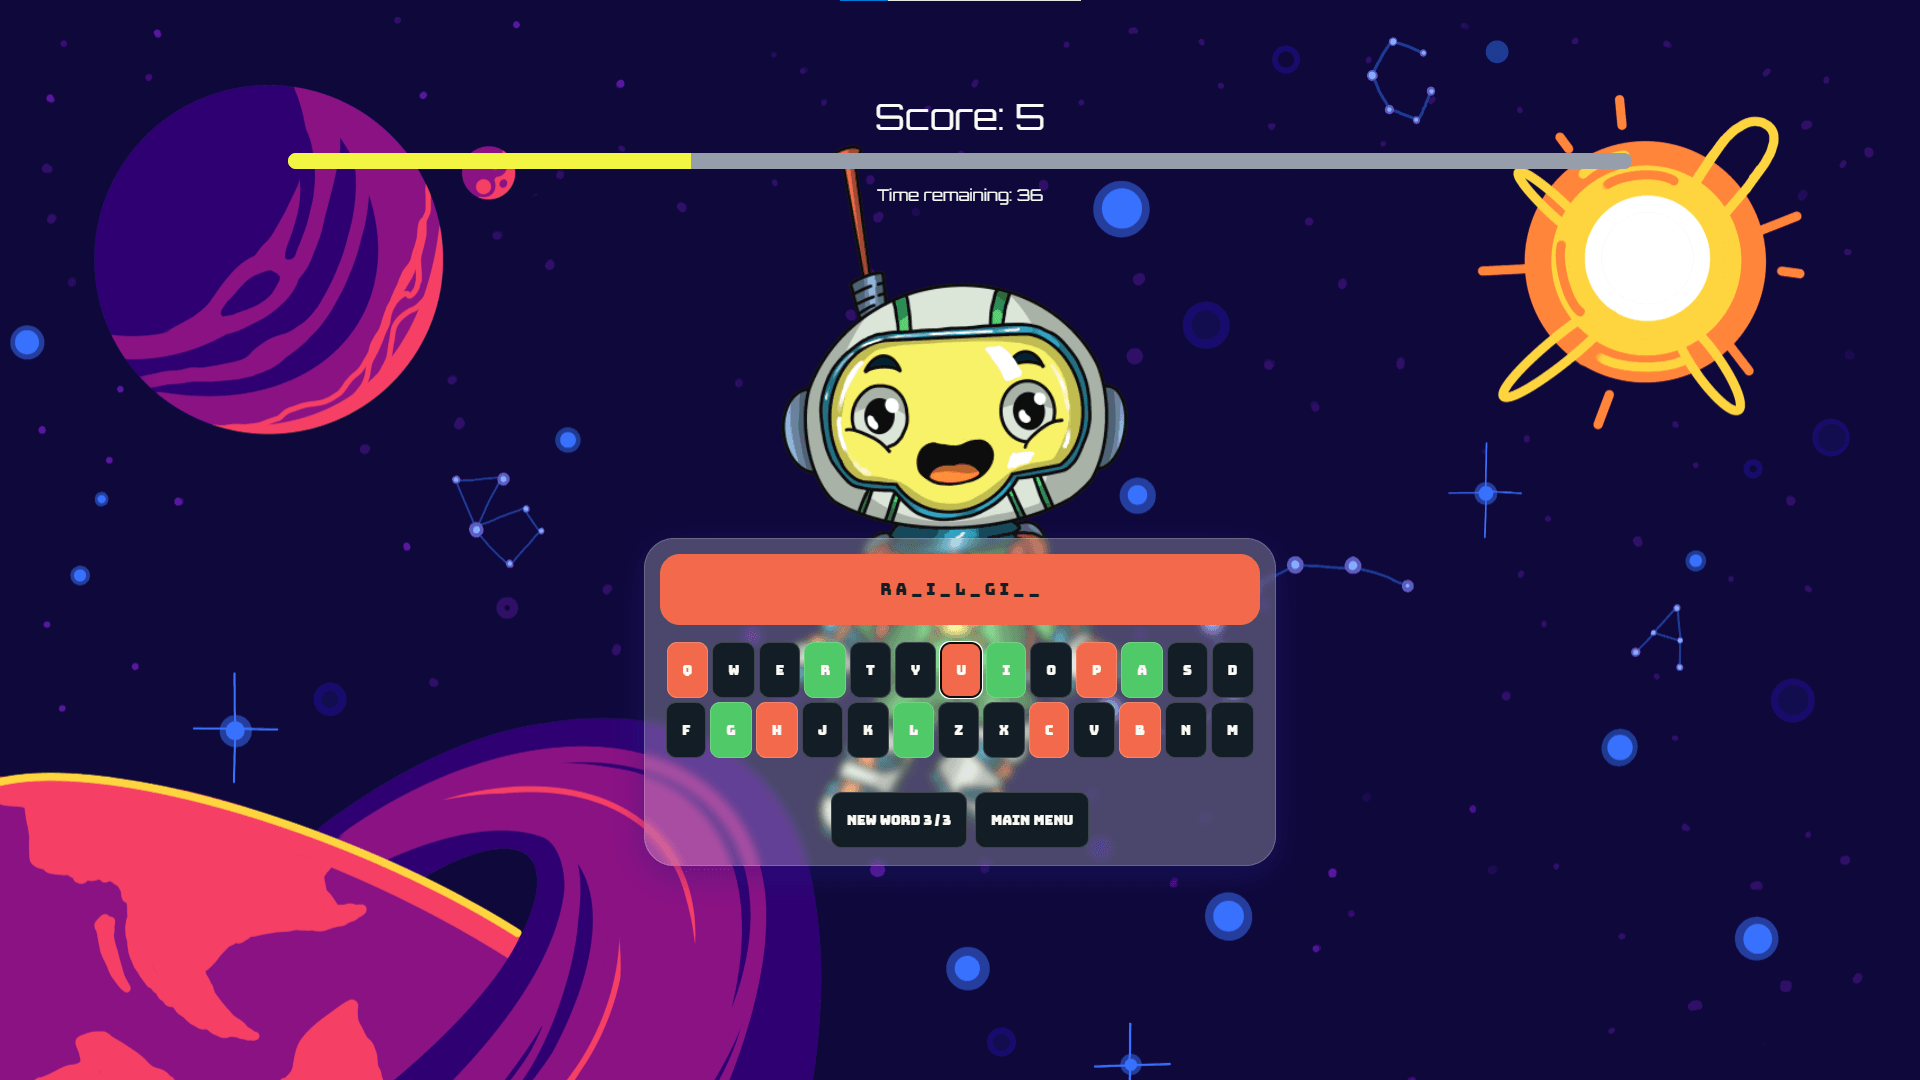 Score: 5
Time remaining: 36
RA_I_L_GI__
Q W E R T Y U I O P A S D
F G H J K L Z X C V B N M
NEW WORD 3/3 MAIN MENU